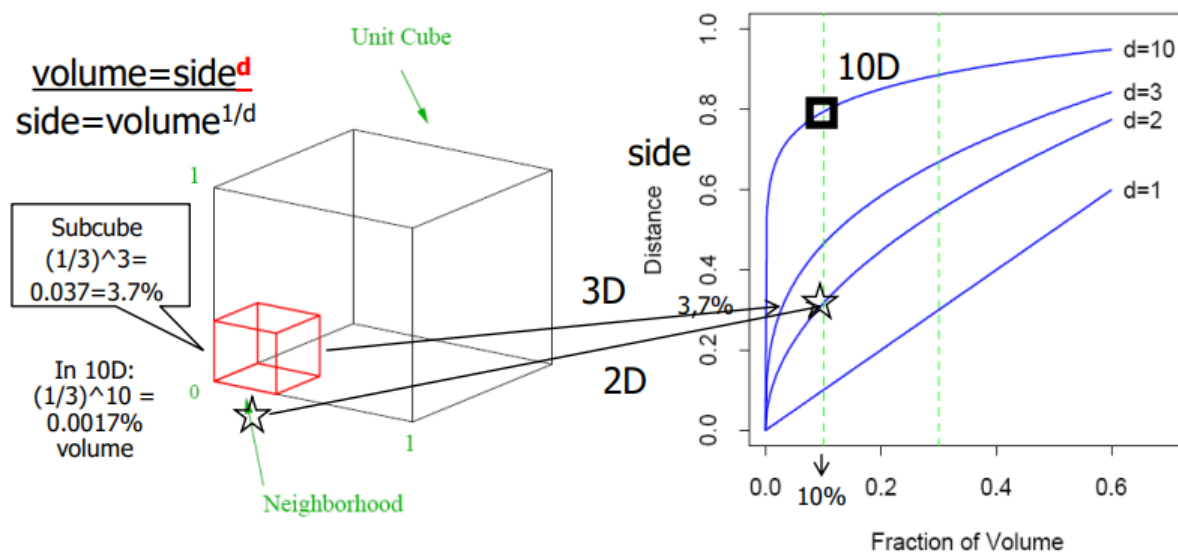 Unit Cube
volume=side^d
side=volume^1/d
1
Subcube
(1/3)^3=
0.037=3.7%
In 10D:
(1/3)^10 =
0.0017%
volume
0
1
Neighborhood
3D
2D
side
Distance
0.0
0.2
0.4
0.6
0.8
1.0
10D
3,7%
d=10
d=3
d=2
d=1
0.0
0.2
0.4
0.6
10%
Fraction of Volume